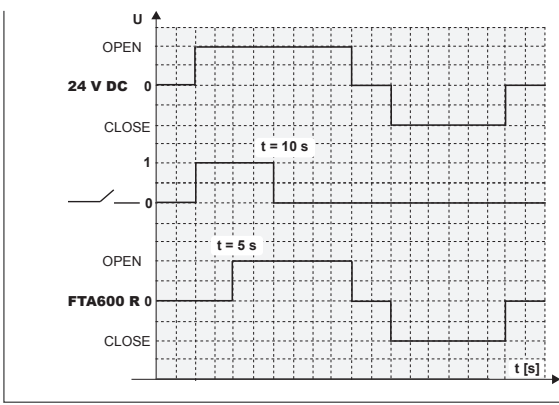 U
OPEN
24 V DC 0
CLOSE
t = 10 s
1
0
t = 5 s
OPEN
FTA600 R 0
CLOSE
t [s]